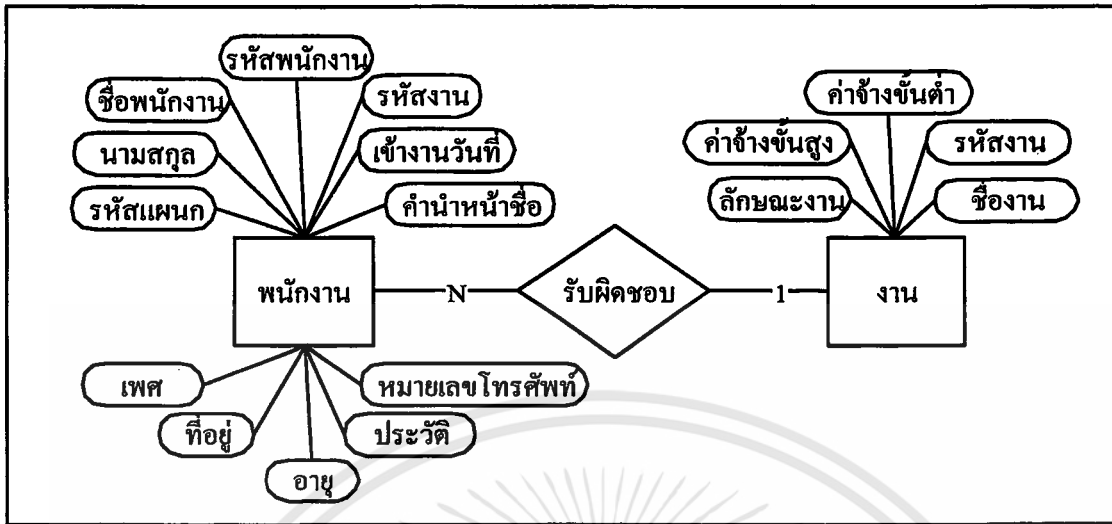 รหัสพนักงาน
ชื่อพนักงาน
รหัสงาน
นามสกุล
เข้างานวันที่
รหัสแผนก
คำนำหน้าชื่อ
พนักงาน
เพศ
หมายเลขโทรศัพท์
ที่อยู่
ประวัติ
อายุ
N
รับผิดชอบ
1
ค่าจ้างขั้นต่ำ
ค่าจ้างขั้นสูง
รหัสงาน
ลักษณะงาน
ชื่องาน
งาน